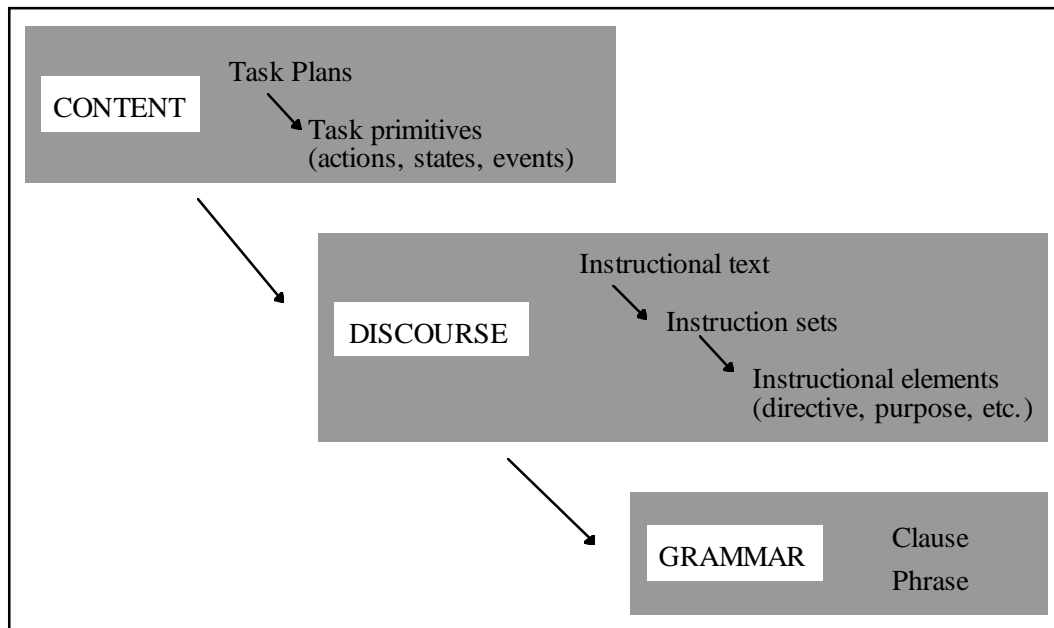 Task Plans
CONTENT
Task primitives
(actions, states, events)
Instructional text
DISCOURSE
Instruction sets
Instructional elements
(directive, purpose, etc.)
GRAMMAR
Clause
Phrase